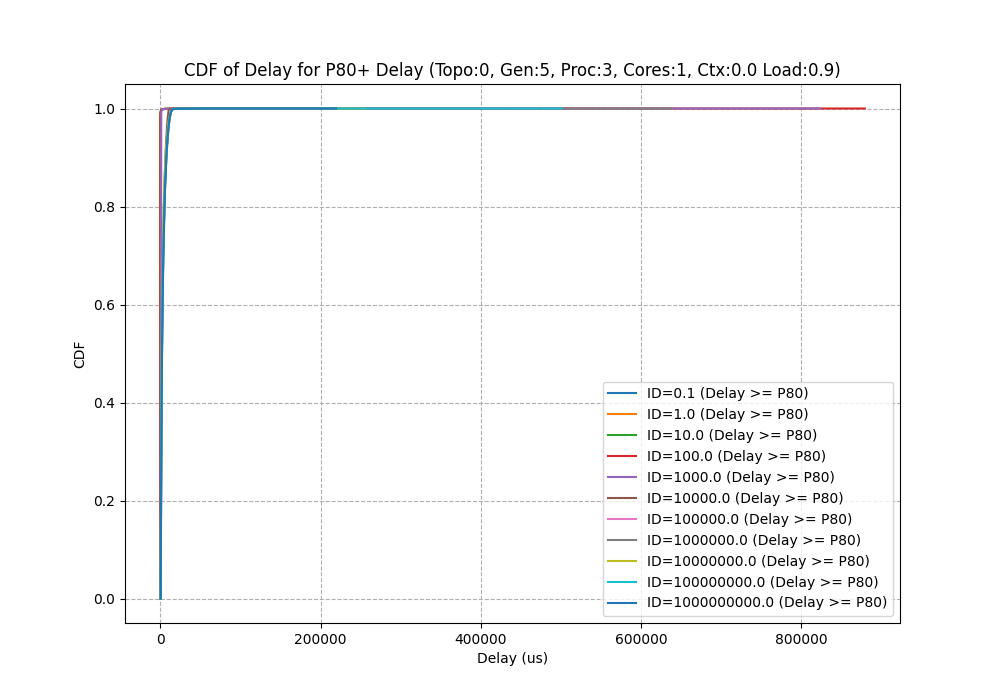 CDF of Delay for P80+ Delay (Topo:0, Gen:5, Proc:3, Cores:1, Ctx:0.0 Load:0.9)
1.0
0.8
0.6
0.4
0.2
0.0
CDF
ID=0.1 (Delay >= P80)
ID=1.0 (Delay >= P80)
ID=10.0 (Delay >= P80)
ID=100.0 (Delay >= P80)
ID=1000.0 (Delay >= P80)
ID=10000.0 (Delay >= P80)
ID=100000.0 (Delay >= P80)
ID=1000000.0 (Delay >= P80)
ID=10000000.0 (Delay >= P80)
ID=100000000.0 (Delay >= P80)
ID=1000000000.0 (Delay >= P80)
0 200000 400000 600000 800000
Delay (us)